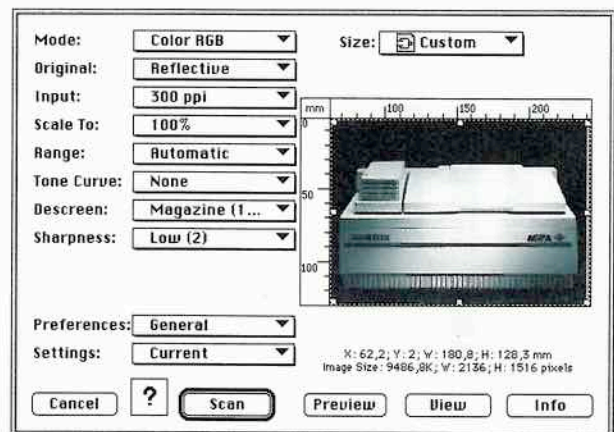 Mode: Color RGB
Size: Custom
Original: Reflective
Input: 300 ppi
Scale To: 100%
Range: Automatic
Tone Curve: None
Descreen: Magazine (1...
Sharpness: Low (2)
mm 100 150 200
0
50
100
AGFA
Preferences: General
Settings: Current
X: 62,2; Y: 2; W: 180,8; H: 128,3 mm
Image Size: 9486,8K; W: 2136; H: 1516 pixels
Cancel ? Scan Preview View Info